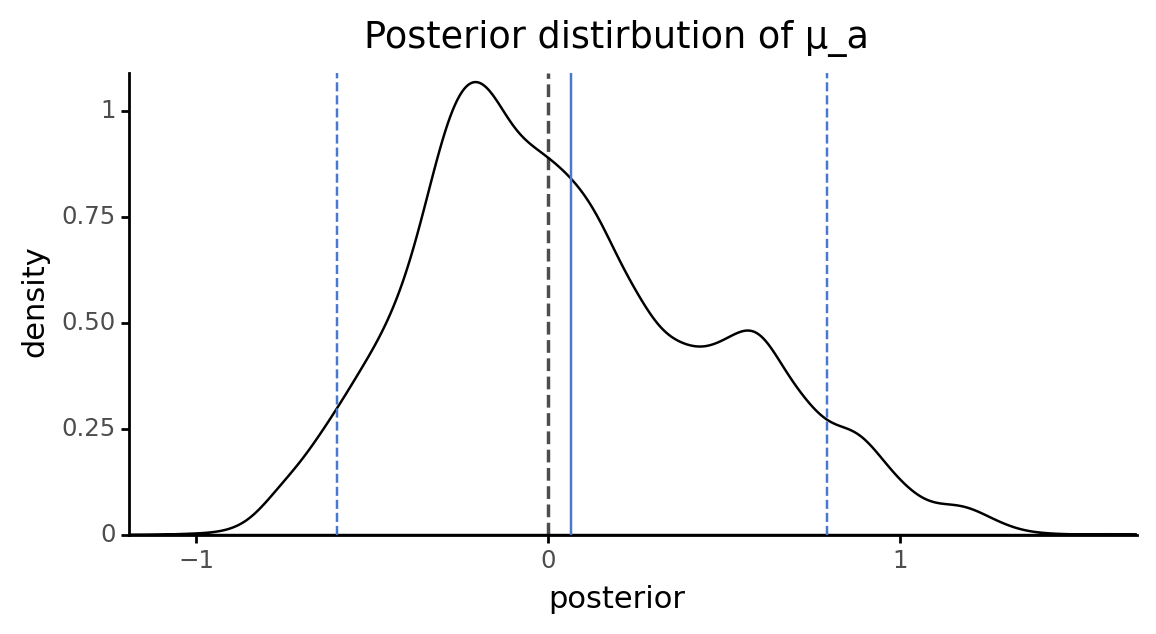 Posterior distirbution of μ_a
density
1
0.75
0.50
0.25
0
−1 0 1
posterior